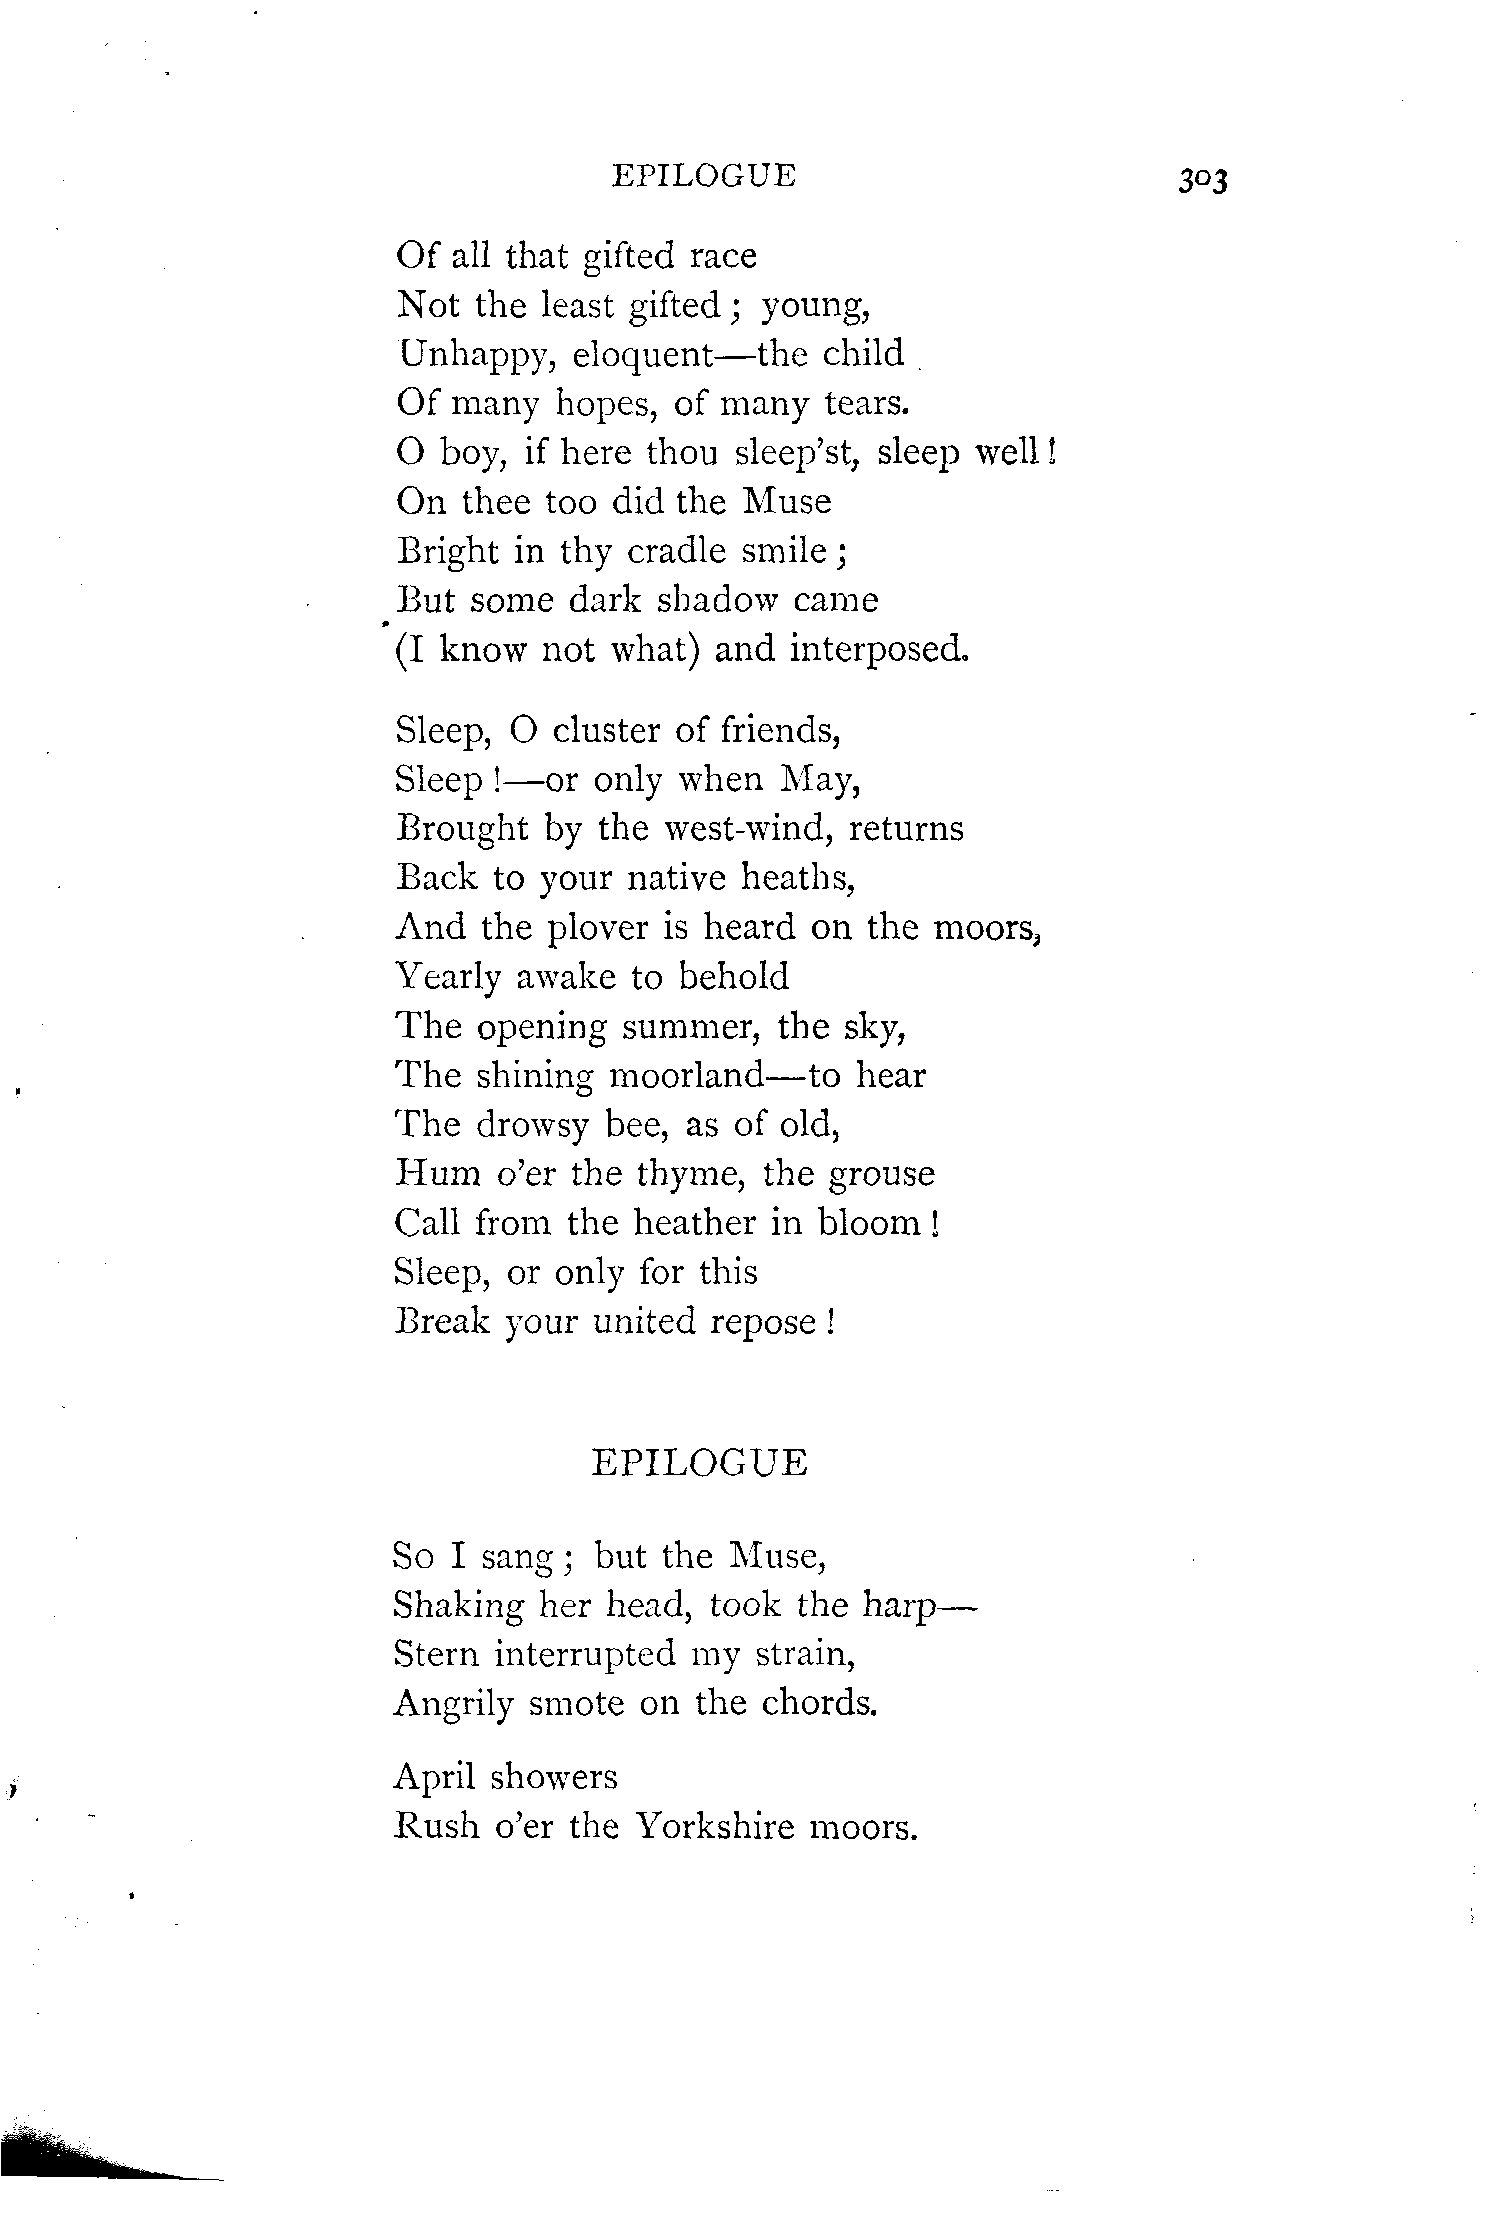 EPILOGUE 303
Of all that gifted race
Not the least gifted ; young,
Unhappy, eloquent—the child
Of many hopes, of many tears.
O boy, if here thou sleep’st, sleep well !
On thee too did the Muse
Bright in thy cradle smile ;
But some dark shadow came
(I know not what) and interposed.
Sleep, O cluster of friends,
Sleep !—or only when May,
Brought by the west-wind, returns
Back to your native heaths,
And the plover is heard on the moors,
Yearly awake to behold
The opening summer, the sky,
The shining moorland—to hear
The drowsy bee, as of old,
Hum o’er the thyme, the grouse
Call from the heather in bloom !
Sleep, or only for this
Break your united repose !
EPILOGUE
So I sang ; but the Muse,
Shaking her head, took the harp—
Stern interrupted my strain,
Angrily smote on the chords.
April showers
Rush o’er the Yorkshire moors.